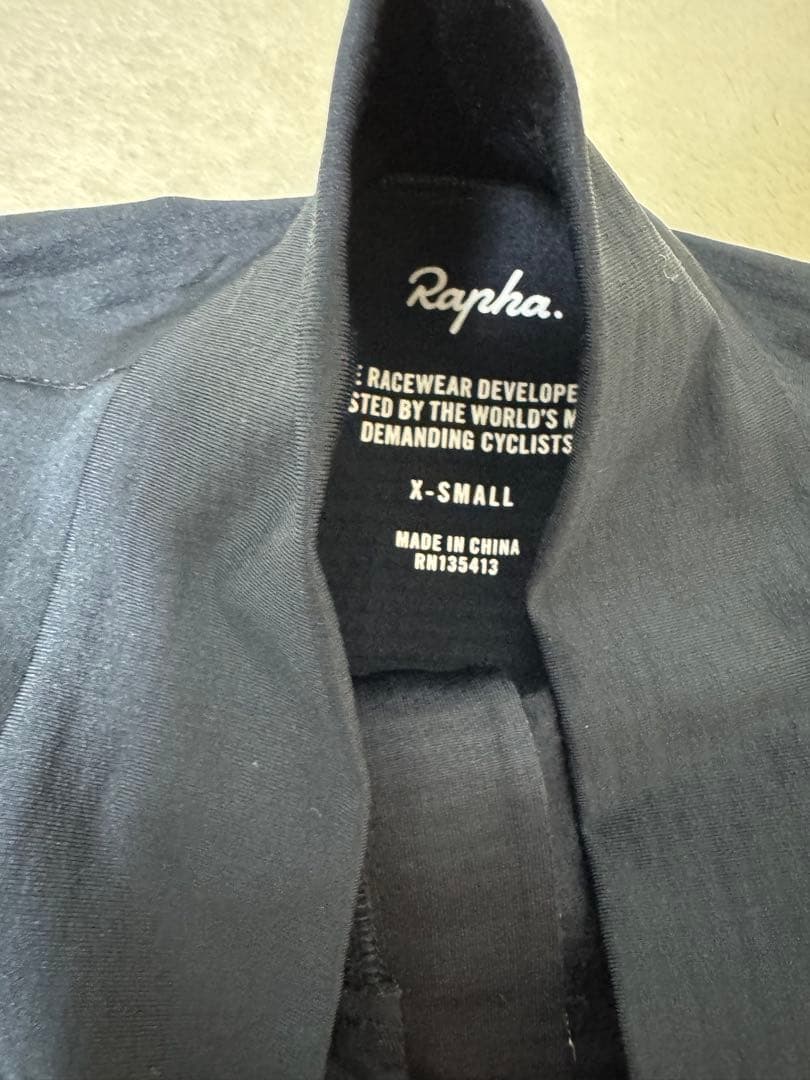 Rapha.
RACEWEAR DEVELOPE
STED BY THE WORLD'S M
DEMANDING CYCLISTS
X-SMALL
MADE IN CHINA
RN135413